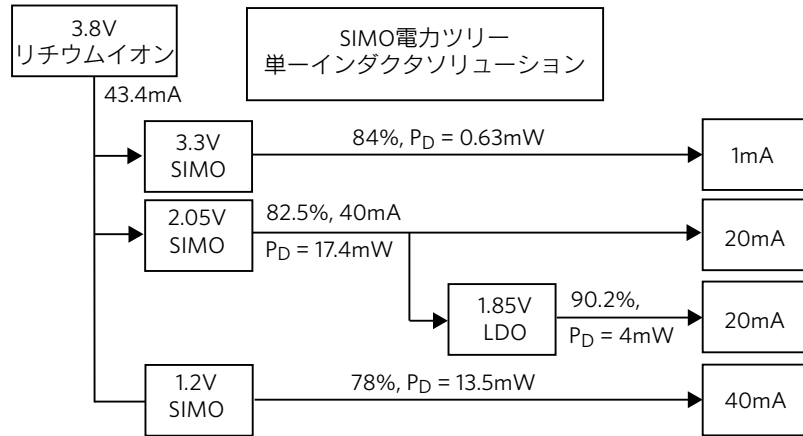 3.8V
リチウムイオン
SIMO電力ツリー
単一インダクタソリューション
43.4mA
3.3V
SIMO
84%, PD = 0.63mW
1mA
2.05V
SIMO
82.5%, 40mA
PD = 17.4mW
20mA
1.85V
LDO
90.2%,
PD = 4mW
20mA
1.2V
SIMO
78%, PD = 13.5mW
40mA